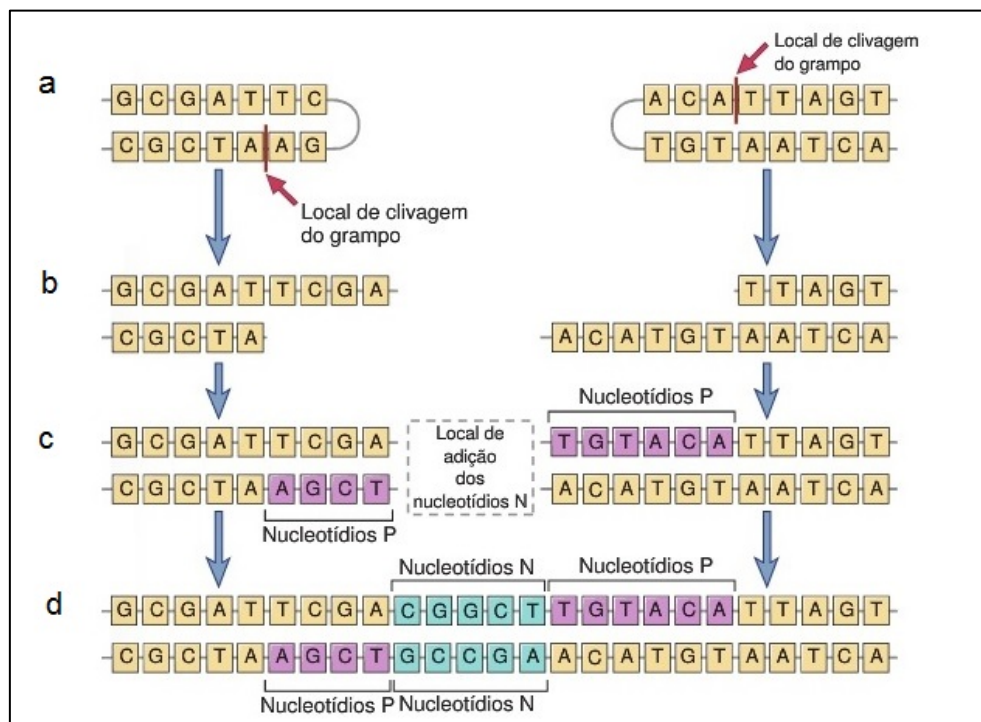 Local de clivagem
do grampo
a
G C G A T T C
A C A T T A G T
C G C T A A G
T G T A A T C A
Local de clivagem
do grampo
b
G C G A T T C G A
T T A G T
C G C T A
A C A T G T A A T C A
Nucleotídios P
c
G C G A T T C G A
Local de
adição
dos
nucleotídios N
T G T A C A T T A G T
C G C T A A G C T
A C A T G T A A T C A
Nucleotídios P
Nucleotídios N
Nucleotídios P
d
G C G A T T C G A C G G C T T G T A C A T T A G T
C G C T A A G C T G C C G A A C A T G T A A T C A
Nucleotídios P
Nucleotídios N